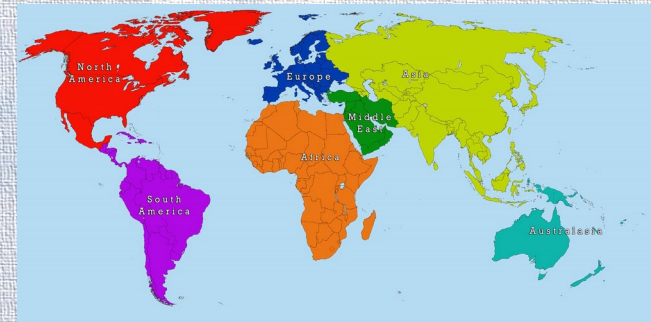 North
America
Europe
Asia
Middle
East
Africa
South
America
Australasia